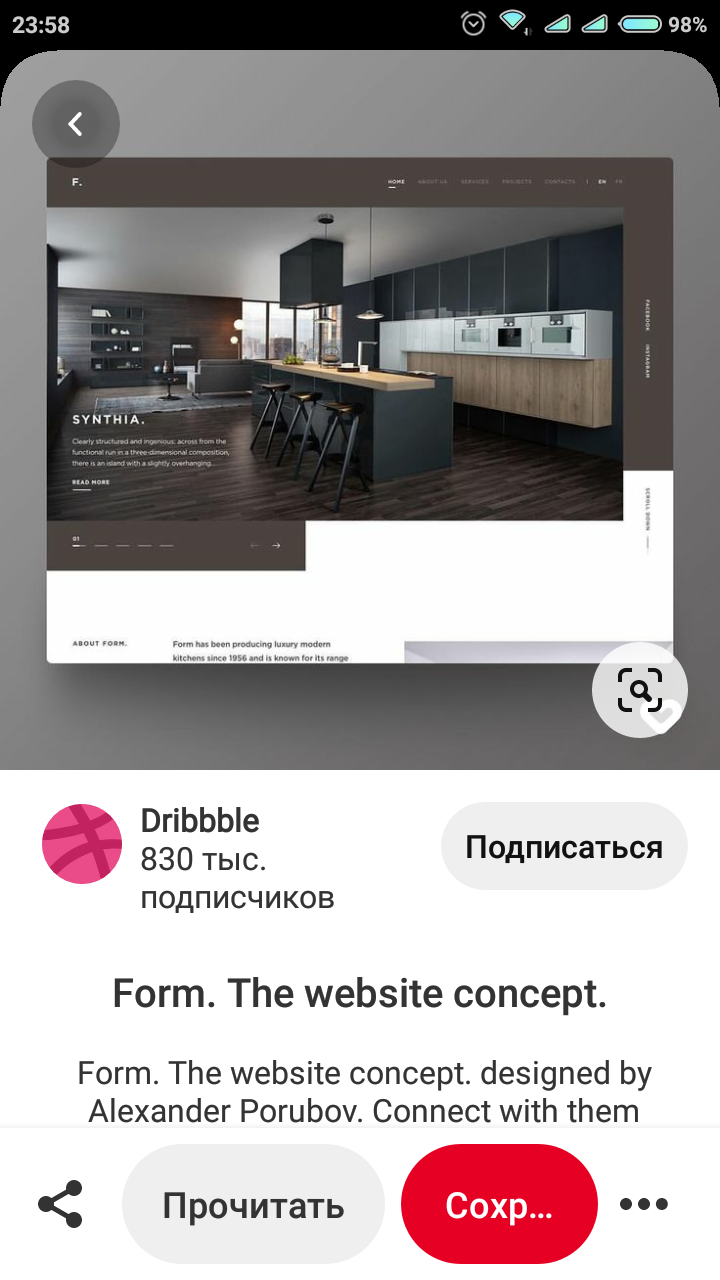 23:58
98%
F.
HOME ABOUT US SERVICES PROJECTS CONTACTS | EN FR
FACEBOOK
INSTAGRAM
SYNTHIA.
Clearly structured and ingenious: across from the
functional run in a three-dimensional composition,
there is an island with a slightly overhanging.
READ MORE
SCROLL DOWN
01
ABOUT FORM.
Form has been producing luxury modern
kitchens since 1956 and is known for its range
Dribbble
830 тыс.
подписчиков
Подписаться
Form. The website concept.
Form. The website concept. designed by
Alexander Porubov. Connect with them
Прочитать
Сохр...